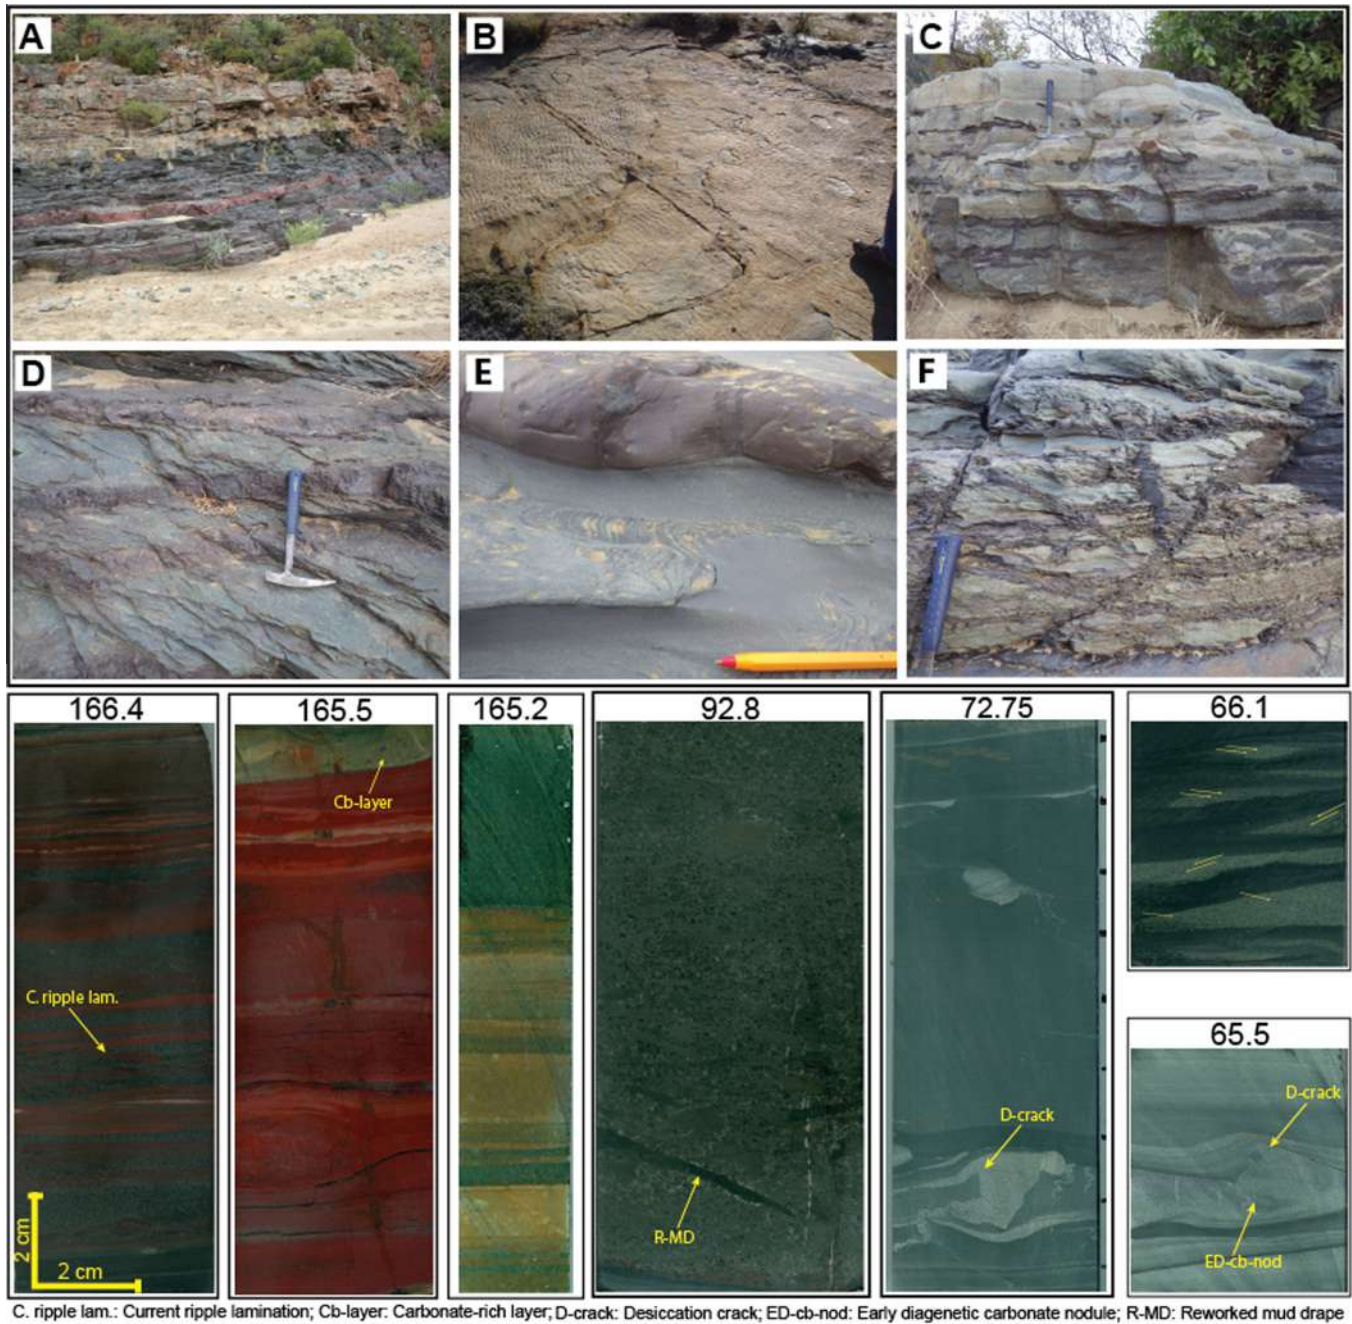 A
B
C
D
E
F
166.4
165.5
165.2
92.8
72.75
66.1
Cb-layer
C. ripple lam.
R-MD
D-crack
65.5
D-crack
ED-cb-nod
2 cm
2 cm
C. ripple lam.: Current ripple lamination; Cb-layer: Carbonate-rich layer; D-crack: Desiccation crack; ED-cb-nod: Early diagenetic carbonate nodule; R-MD: Reworked mud drape